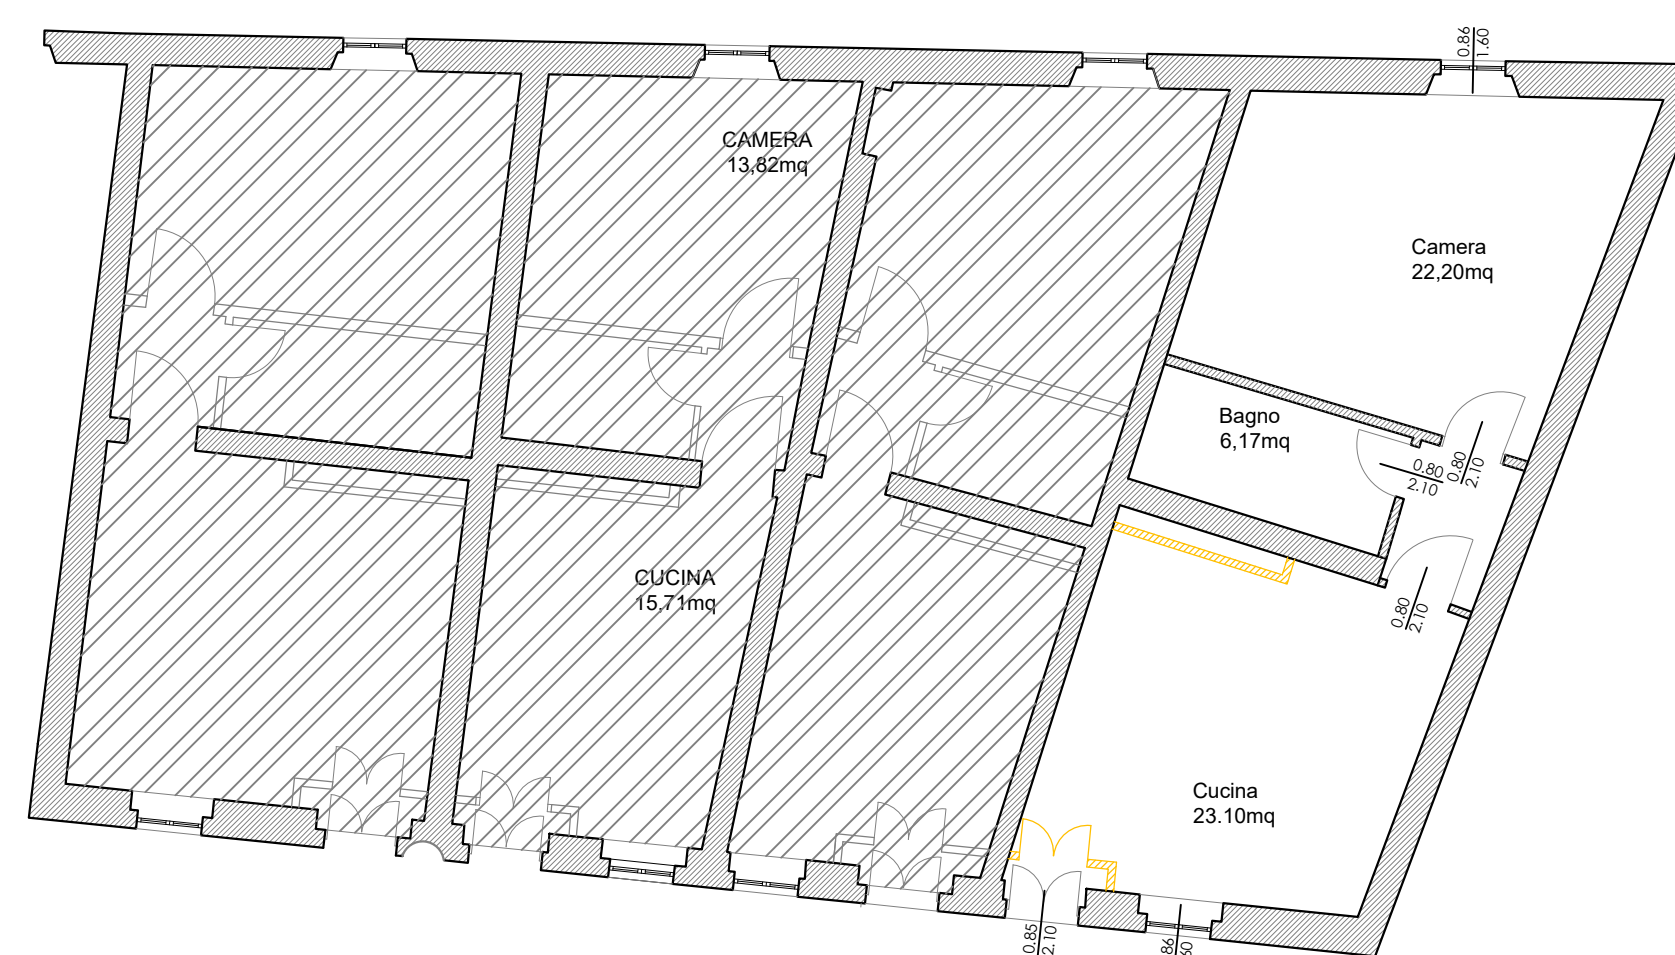 0.86
1.60
CAMERA
13,82mq
Camera
22,20mq
Bagno
6,17mq
0.80
2.10
0.80
2.10
CUCINA
15,71mq
0.80
2.10
Cucina
23.10mq
0.85
2.10